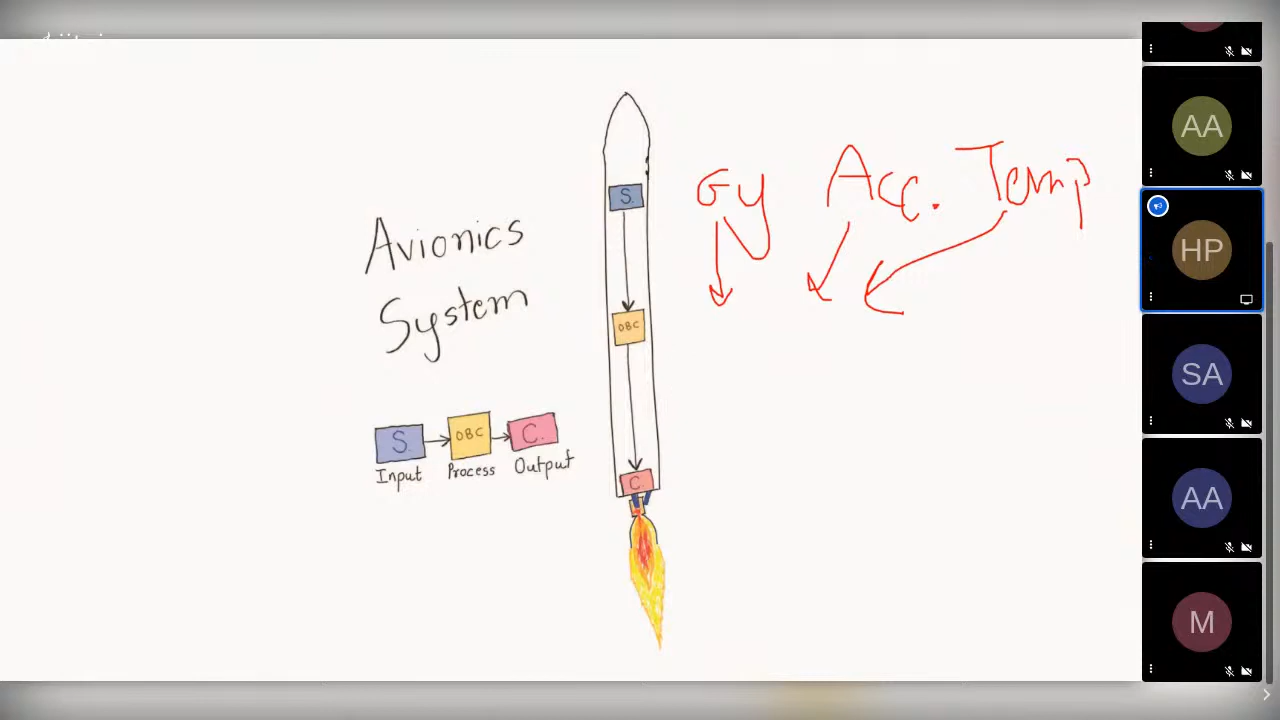 Avionics
System
S.
OBC
C.
Gy Acc. Temp
S. OBC C.
Input Process Output
AA
HP
SA
AA
M